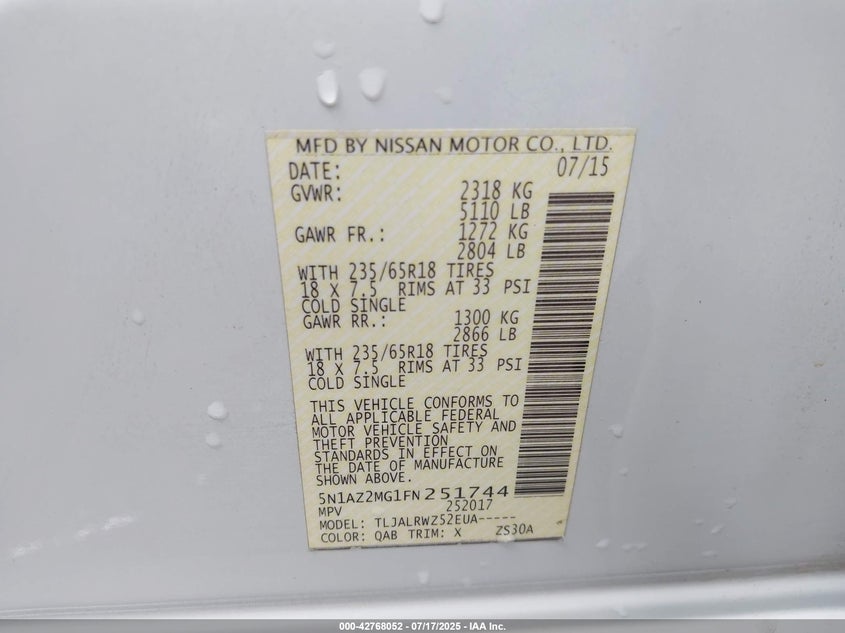 MFD BY NISSAN MOTOR CO., LTD.
DATE: 07/15
GVWR: 2318 KG
5110 LB
GAWR FR.: 1272 KG
2804 LB
WITH 235/65R18 TIRES
18 X 7.5 RIMS AT 33 PSI
COLD SINGLE
GAWR RR.: 1300 KG
2866 LB
WITH 235/65R18 TIRES
18 X 7.5 RIMS AT 33 PSI
COLD SINGLE
THIS VEHICLE CONFORMS TO
ALL APPLICABLE FEDERAL
MOTOR VEHICLE SAFETY AND
THEFT PREVENTION
STANDARDS IN EFFECT ON
THE DATE OF MANUFACTURE
SHOWN ABOVE.
5N1AZ2MG1FN251744
MPV 252017
MODEL: TLJALRWZ52EUA-----
COLOR: QAB TRIM: X ZS30A
000-42768052 - 07/17/2025 - IAA Inc.